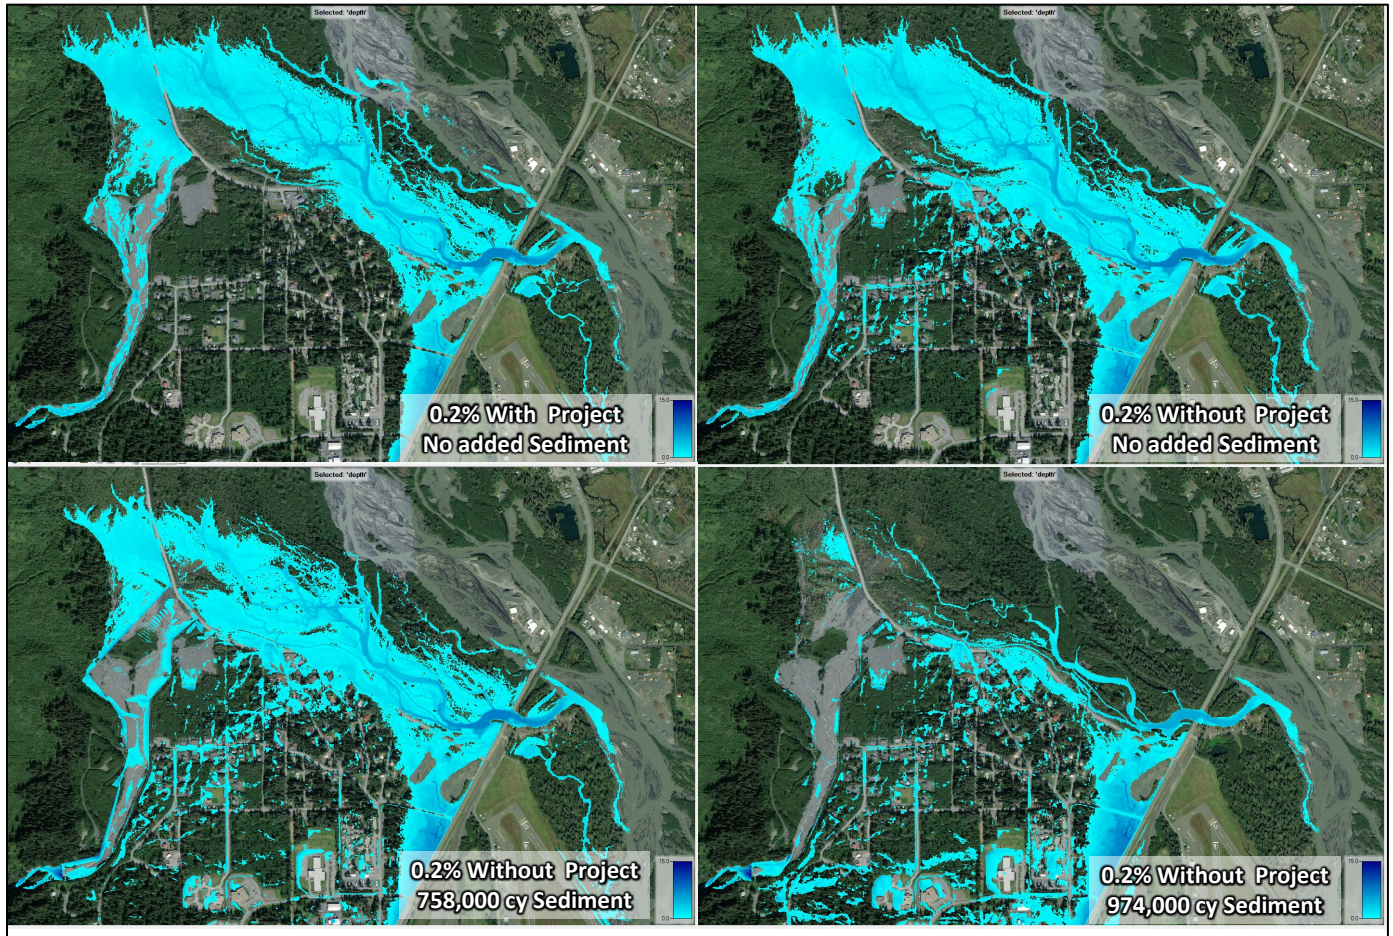 Selected: 'depth'
Selected: 'depth'
0.2% With Project
No added Sediment
15.0
0.0
0.2% Without Project
No added Sediment
15.0
0.0
Selected: 'depth'
Selected: 'depth'
0.2% Without Project
758,000 cy Sediment
15.0
0.0
0.2% Without Project
974,000 cy Sediment
15.0
0.0